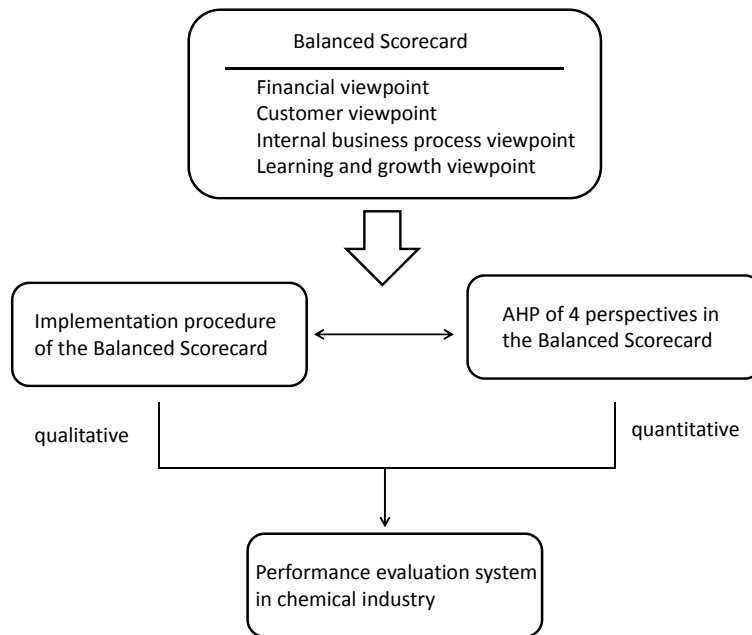 Balanced Scorecard
Financial viewpoint
Customer viewpoint
Internal business process viewpoint
Learning and growth viewpoint
Implementation procedure
of the Balanced Scorecard
AHP of 4 perspectives in
the Balanced Scorecard
qualitative
quantitative
Performance evaluation system
in chemical industry